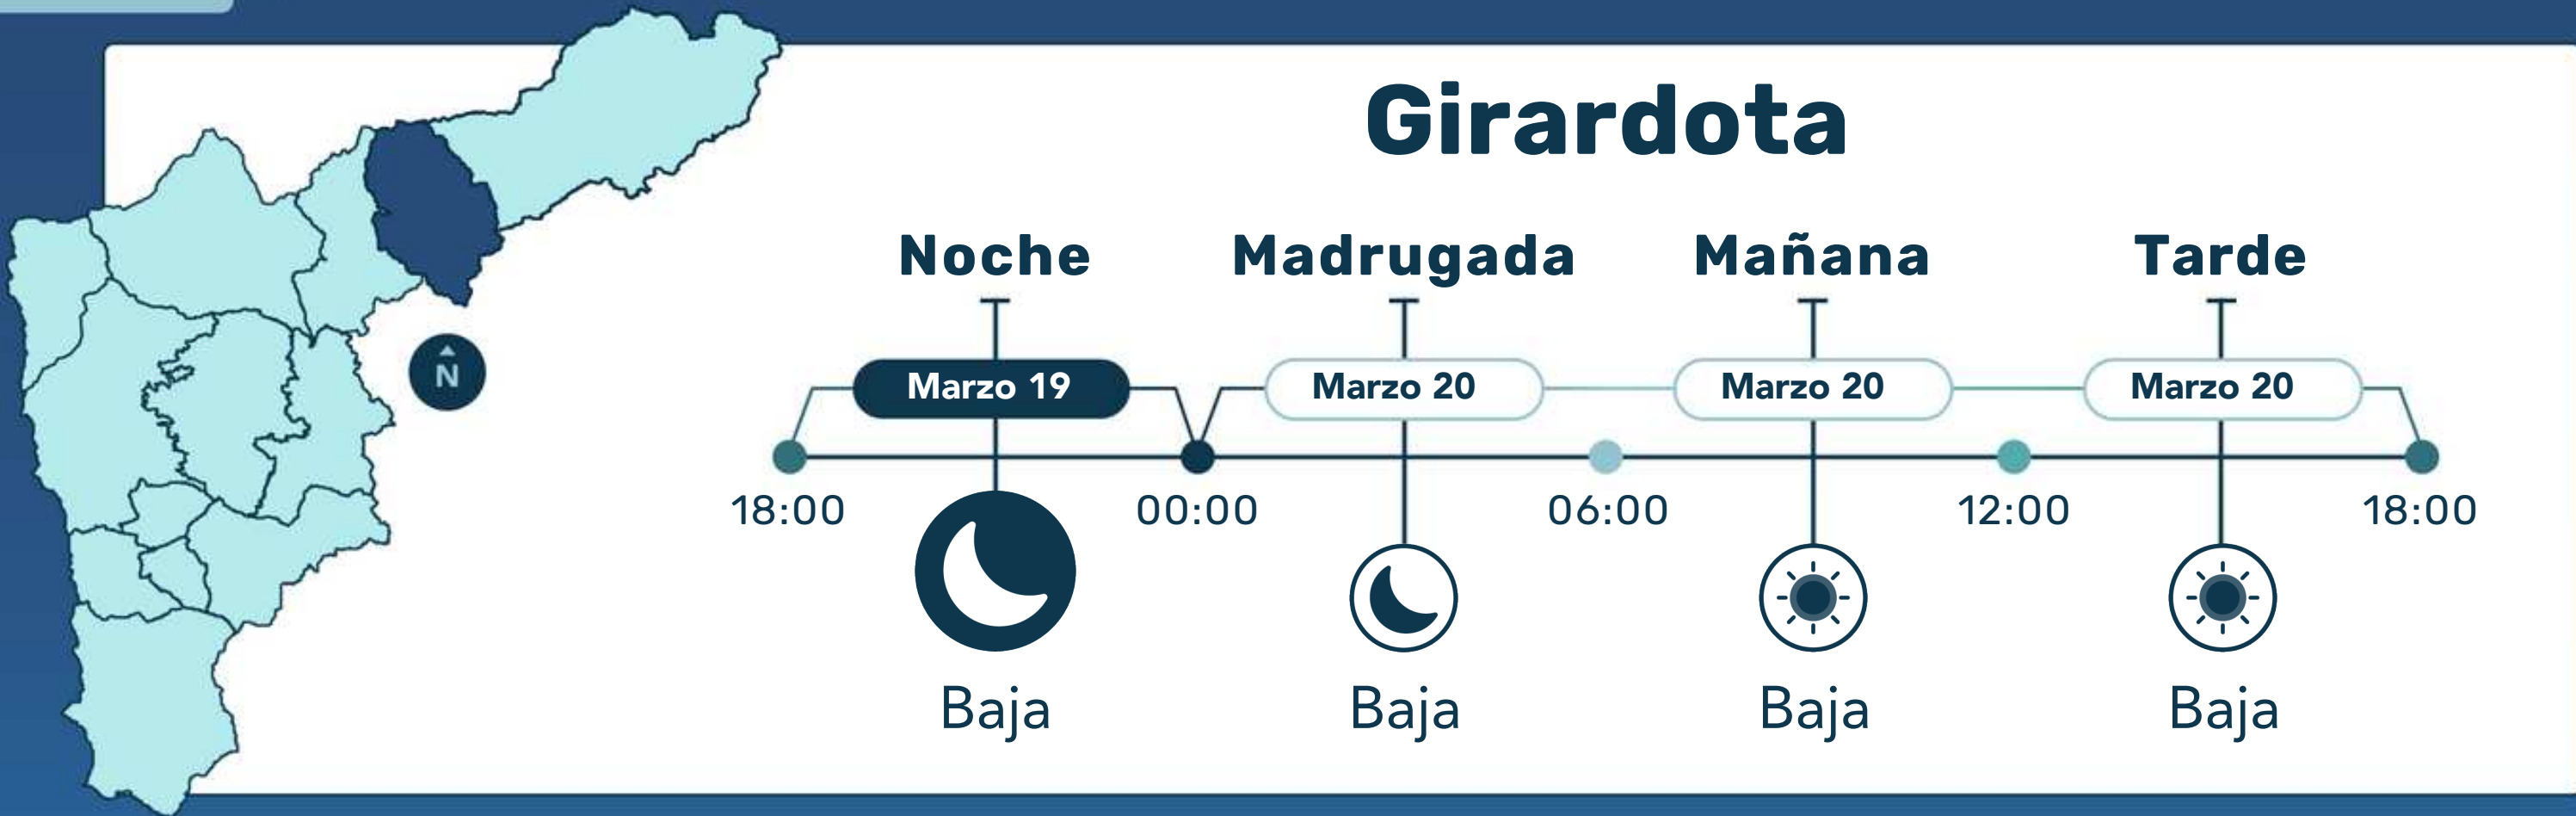 Girardota
Noche Madrugada Mañana Tarde
Marzo 19 Marzo 20 Marzo 20 Marzo 20
N
18:00 00:00 06:00 12:00 18:00
Baja Baja Baja Baja